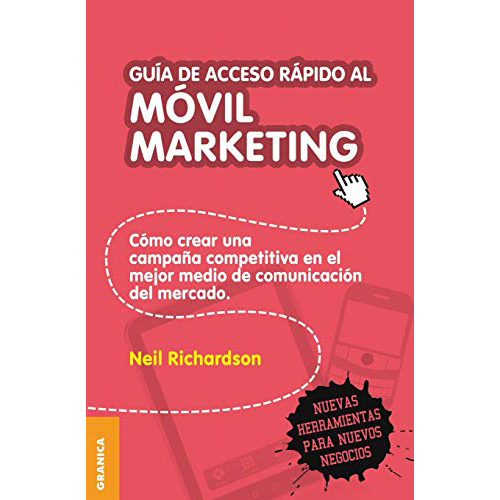 GUÍA DE ACCESO RÁPIDO AL
MÓVIL
MARKETING
Cómo crear una
campaña competitiva en el
mejor medio de comunicación
del mercado.
Neil Richardson
NUEVAS
HERRAMIENTAS
PARA NUEVOS
NEGOCIOS
GRANICA